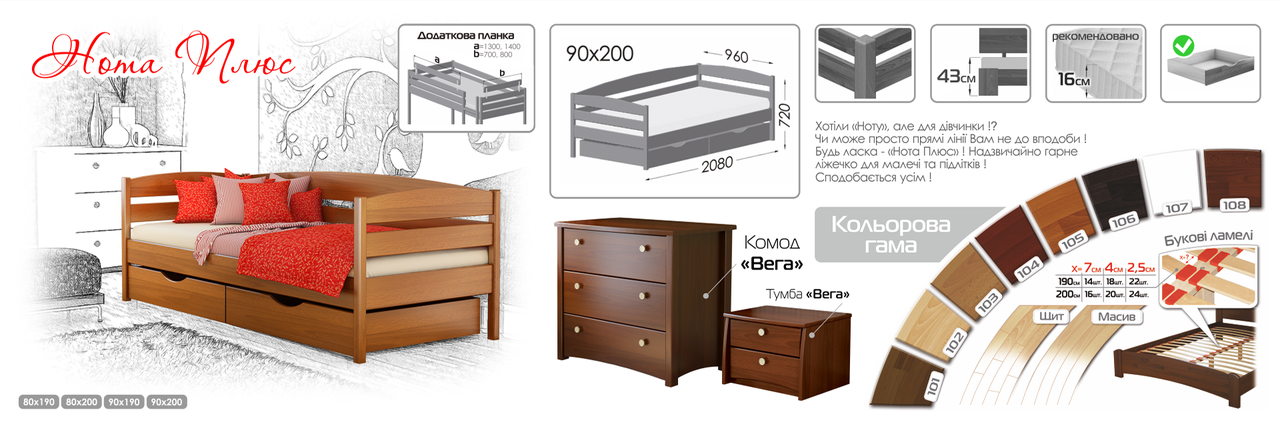 Нота Плюс
Додаткова планка
a=1300, 1400
b=700, 800
a
b
90x200
960
720
2080
43см
рекомендовано
16см
Хотіли «Ноту», але для дівчинки !?
Чи може просто прямі лінії Вам не до вподоби !
Будь ласка - «Нота Плюс» ! Надзвичайно гарне
ліжечко для малечі та підлітків !
Сподобається усім !
Комод
«Вега»
Тумба «Вега»
Кольорова
гама
101
102
103
104
105
106
107
108
Букові ламелі
x=?
X= 7см 4см 2,5см
190см 14шт. 18шт. 22шт.
200см 16шт. 20шт. 24шт.
Щит
Масив
80x190 80x200 90x190 90x200